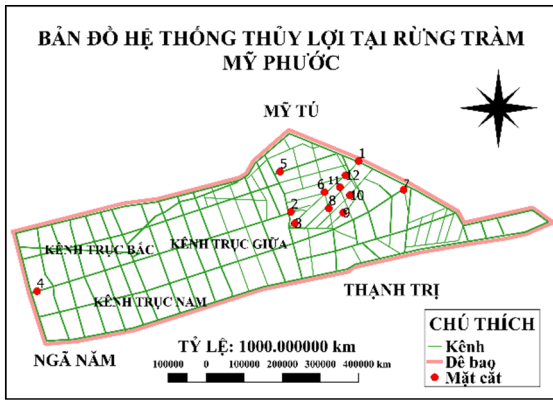 BẢN ĐỒ HỆ THỐNG THỦY LỢI TẠI RỪNG TRÀM
MỸ PHƯỚC
MỸ TÚ
1
5
12
11
7
6
10
2
8
9
3
KÊNH TRỤC BẮC
KÊNH TRỤC GIỮA
4
KÊNH TRỤC NAM
THẠNH TRỊ
NGÃ NĂM
TỶ LỆ: 1000.000000 km
100000 0 100000 200000 300000 400000
CHÚ THÍCH
Kênh
Dê bao
Mặt cắt